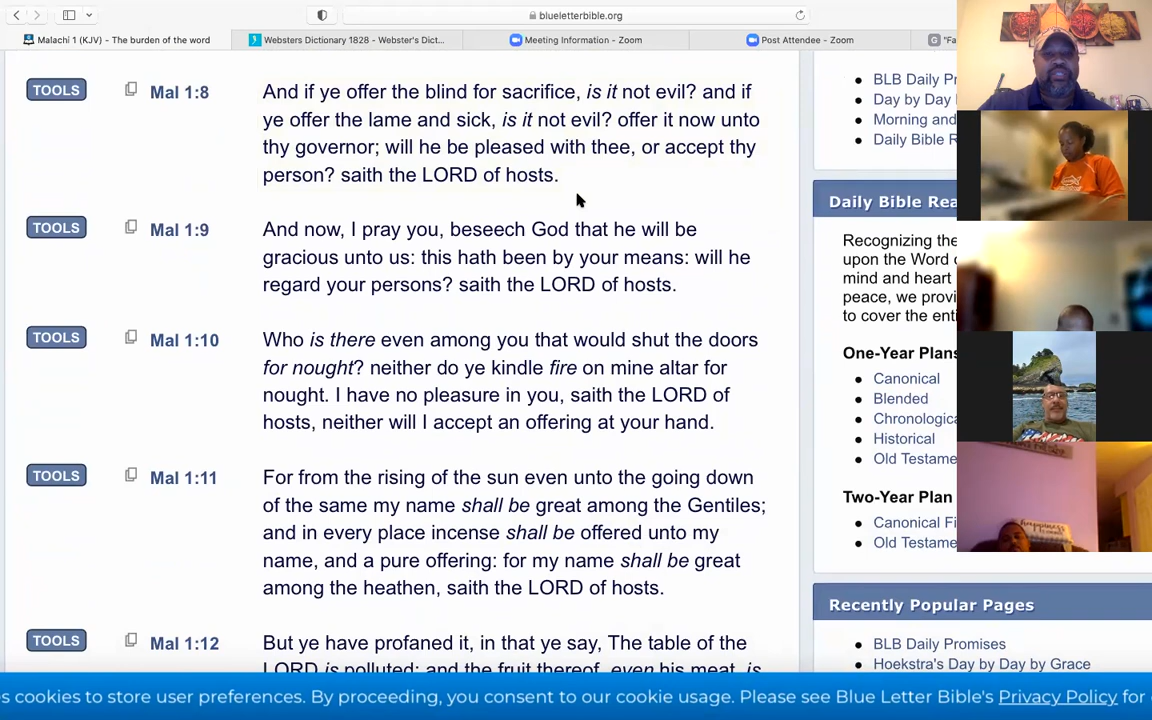 blueletterbible.org
Malachi 1 (KJV) - The burden of the word
Websters Dictionary 1828 - Webster's Dict...
Meeting Information - Zoom
Post Attendee - Zoom
G "Fa
TOOLS
Mal 1:8
And if ye offer the blind for sacrifice, is it not evil? and if
ye offer the lame and sick, is it not evil? offer it now unto
thy governor; will he be pleased with thee, or accept thy
person? saith the LORD of hosts.
TOOLS
Mal 1:9
And now, I pray you, beseech God that he will be
gracious unto us: this hath been by your means: will he
regard your persons? saith the LORD of hosts.
TOOLS
Mal 1:10
Who is there even among you that would shut the doors
for nought? neither do ye kindle fire on mine altar for
nought. I have no pleasure in you, saith the LORD of
hosts, neither will I accept an offering at your hand.
TOOLS
Mal 1:11
For from the rising of the sun even unto the going down
of the same my name shall be great among the Gentiles;
and in every place incense shall be offered unto my
name, and a pure offering: for my name shall be great
among the heathen, saith the LORD of hosts.
TOOLS
Mal 1:12
But ye have profaned it, in that ye say, The table of the
LORD is polluted; and the fruit thereof, even his meat, is
BLB Daily Pr
Day by Day
Morning and
Daily Bible R
Daily Bible Rea
Recognizing the
upon the Word o
mind and heart
peace, we provi
to cover the enti
One-Year Plans
Canonical
Blended
Chronologica
Historical
Old Testame
Two-Year Plan
Canonical Fi
Old Testame
Recently Popular Pages
BLB Daily Promises
Hoekstra's Day by Day by Grace
happiness
s cookies to store user preferences. By proceeding, you consent to our cookie usage. Please see Blue Letter Bible's Privacy Policy for